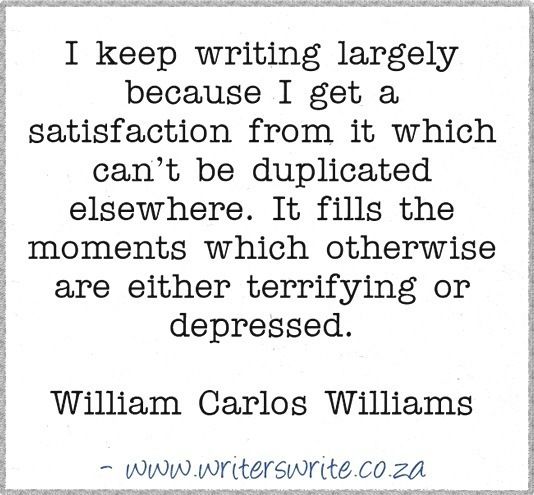 I keep writing largely
because I get a
satisfaction from it which
can't be duplicated
elsewhere. It fills the
moments which otherwise
are either terrifying or
depressed.
William Carlos Williams
- www.writerswrite.co.za